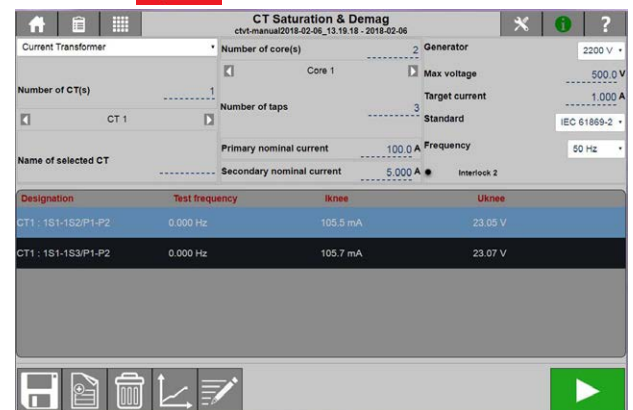 CT Saturation & Demag
ctvt-manual2018-02-06_13.19.18 - 2018-02-06
i
?
Current Transformer
Number of CT(s) 1
CT 1
Name of selected CT
Number of core(s) 2
Core 1
Number of taps 3
Primary nominal current 100.0 A
Secondary nominal current 5.000 A
Generator 2200 V
Max voltage 500.0 V
Target current 1.000 A
Standard IEC 61869-2
Frequency 50 Hz
Interlock 2
Designation Test frequency Iknee Uknee
CT1 : 1S1-1S2/P1-P2 0.000 Hz 105.5 mA 23.05 V
CT1 : 1S1-1S3/P1-P2 0.000 Hz 105.7 mA 23.07 V